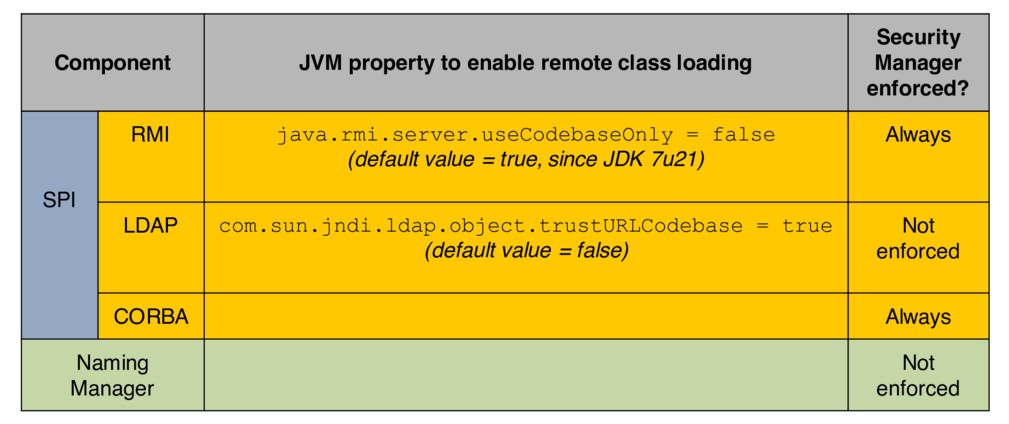 Component
JVM property to enable remote class loading
Security
Manager
enforced?
SPI
RMI
java.rmi.server.useCodebaseOnly = false
(default value = true, since JDK 7u21)
Always
LDAP
com.sun.jndi.ldap.object.trustURLCodebase = true
(default value = false)
Not
enforced
CORBA
Always
Naming
Manager
Not
enforced